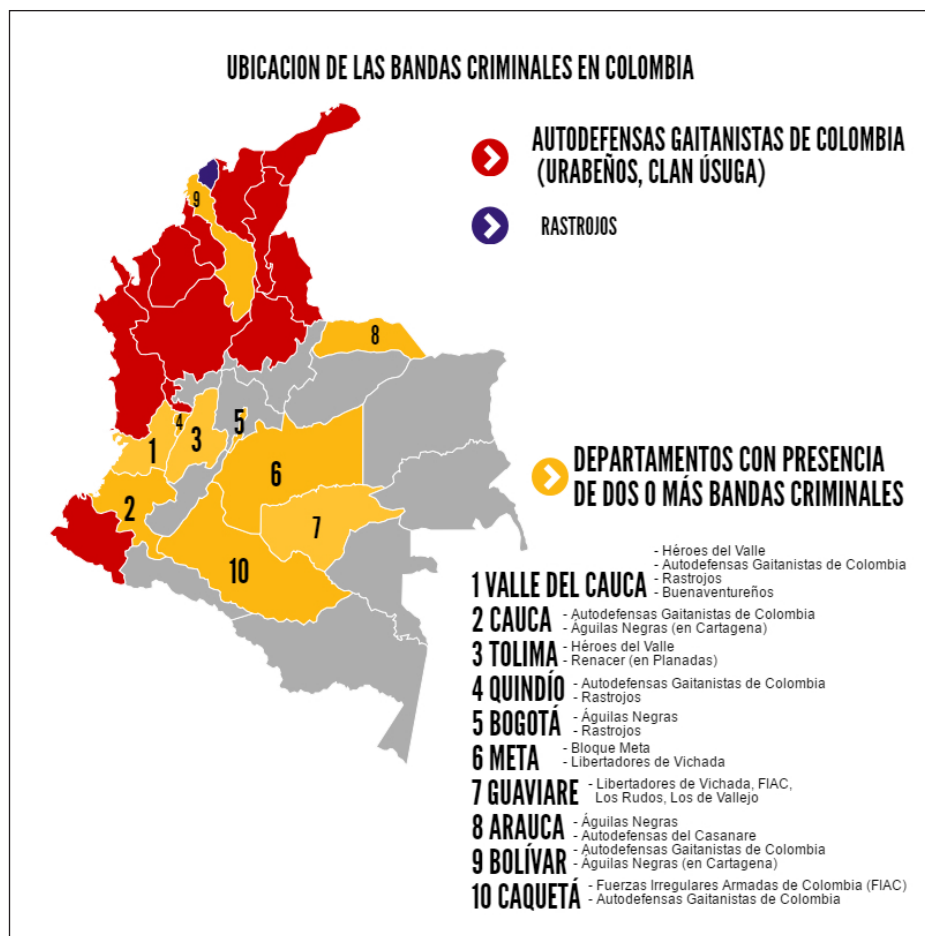 UBICACION DE LAS BANDAS CRIMINALES EN COLOMBIA
AUTODEFENSAS GAITANISTAS DE COLOMBIA
(URABEÑOS, CLAN ÚSUGA)
RASTROJOS
9
8
4
5
1
3
6
2
7
10
DEPARTAMENTOS CON PRESENCIA
DE DOS O MÁS BANDAS CRIMINALES
1 VALLE DEL CAUCA
- Héroes del Valle
- Autodefensas Gaitanistas de Colombia
- Rastrojos
- Buenaventureños
2 CAUCA
- Autodefensas Gaitanistas de Colombia
- Águilas Negras (en Cartagena)
3 TOLIMA
- Héroes del Valle
- Renacer (en Planadas)
4 QUINDÍO
- Autodefensas Gaitanistas de Colombia
- Rastrojos
5 BOGOTÁ
- Águilas Negras
- Rastrojos
6 META
- Bloque Meta
- Libertadores de Vichada
7 GUAVIARE
- Libertadores de Vichada, FIAC,
Los Rudos, Los de Vallejo
8 ARAUCA
- Águilas Negras
- Autodefensas del Casanare
9 BOLÍVAR
- Autodefensas Gaitanistas de Colombia
- Águilas Negras (en Cartagena)
10 CAQUETÁ
- Fuerzas Irregulares Armadas de Colombia (FIAC)
- Autodefensas Gaitanistas de Colombia